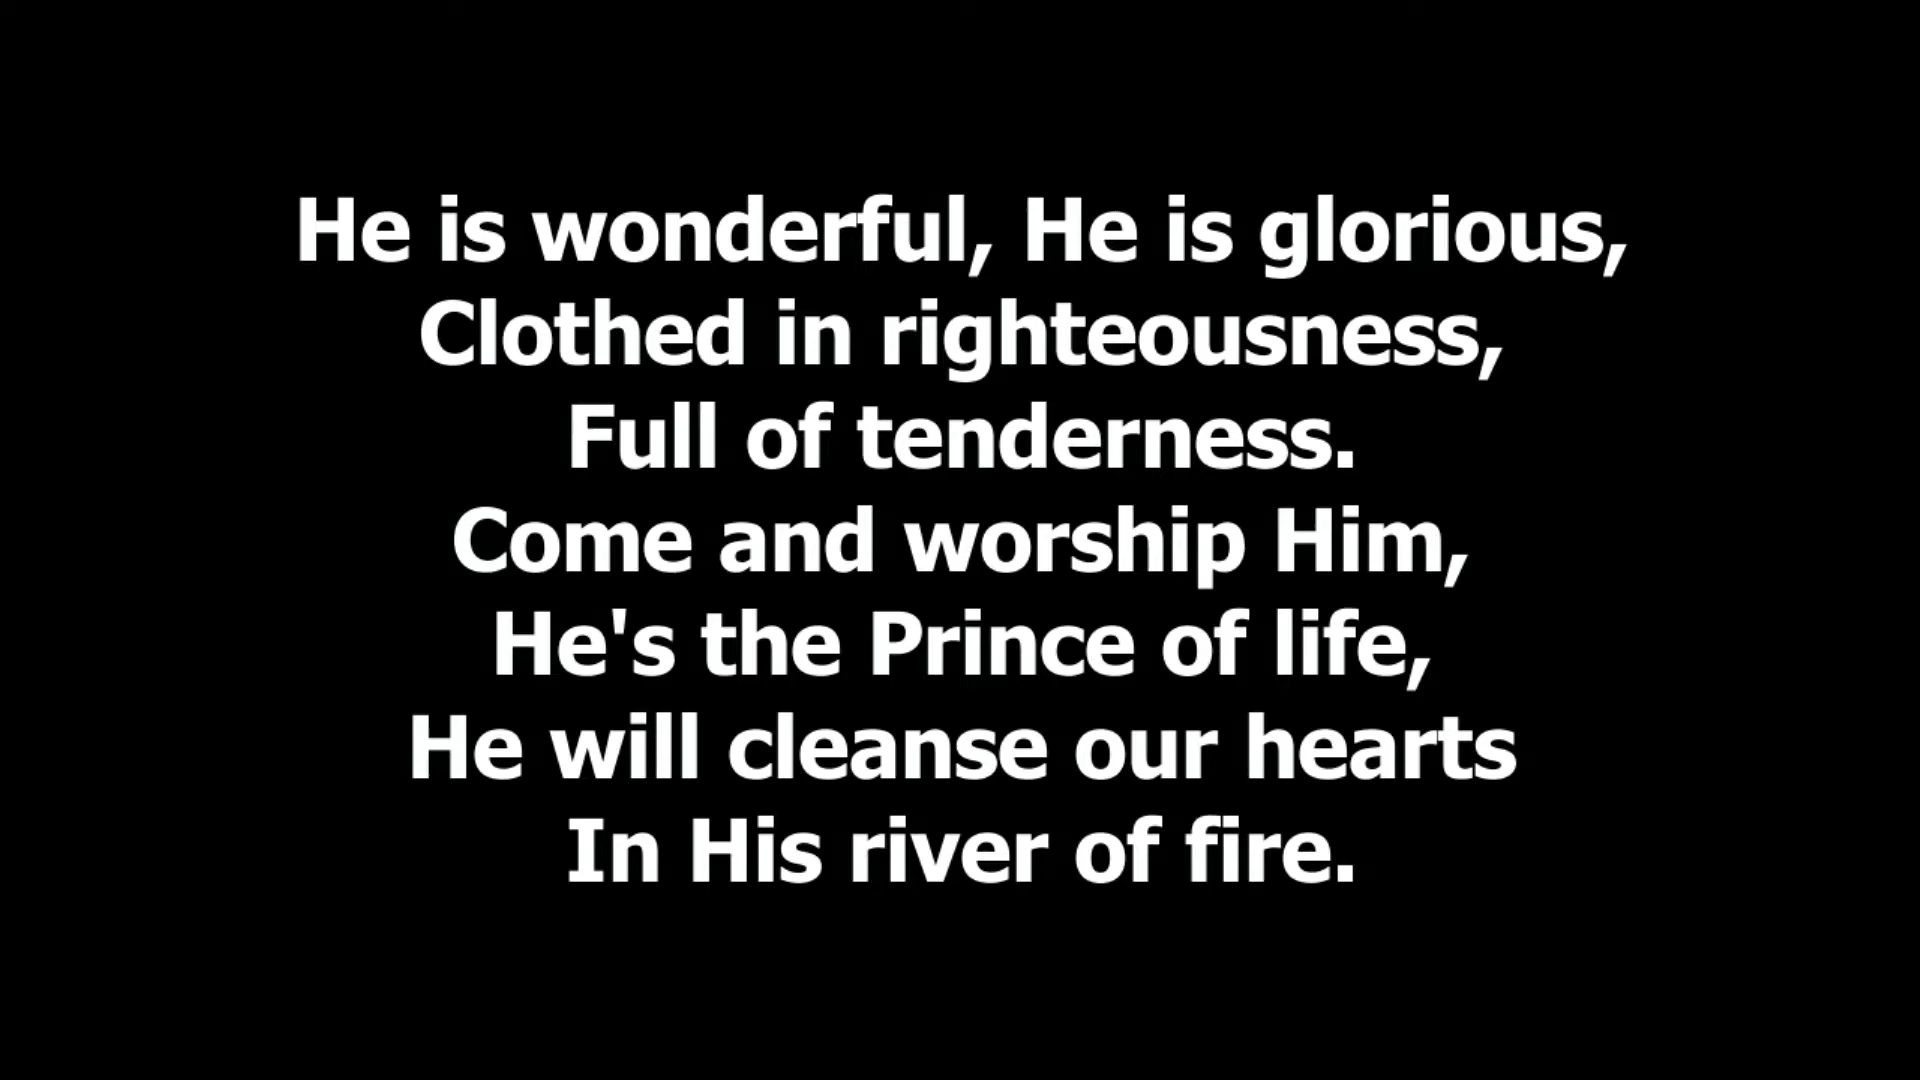 He is wonderful, He is glorious,
Clothed in righteousness,
Full of tenderness.
Come and worship Him,
He's the Prince of life,
He will cleanse our hearts
In His river of fire.